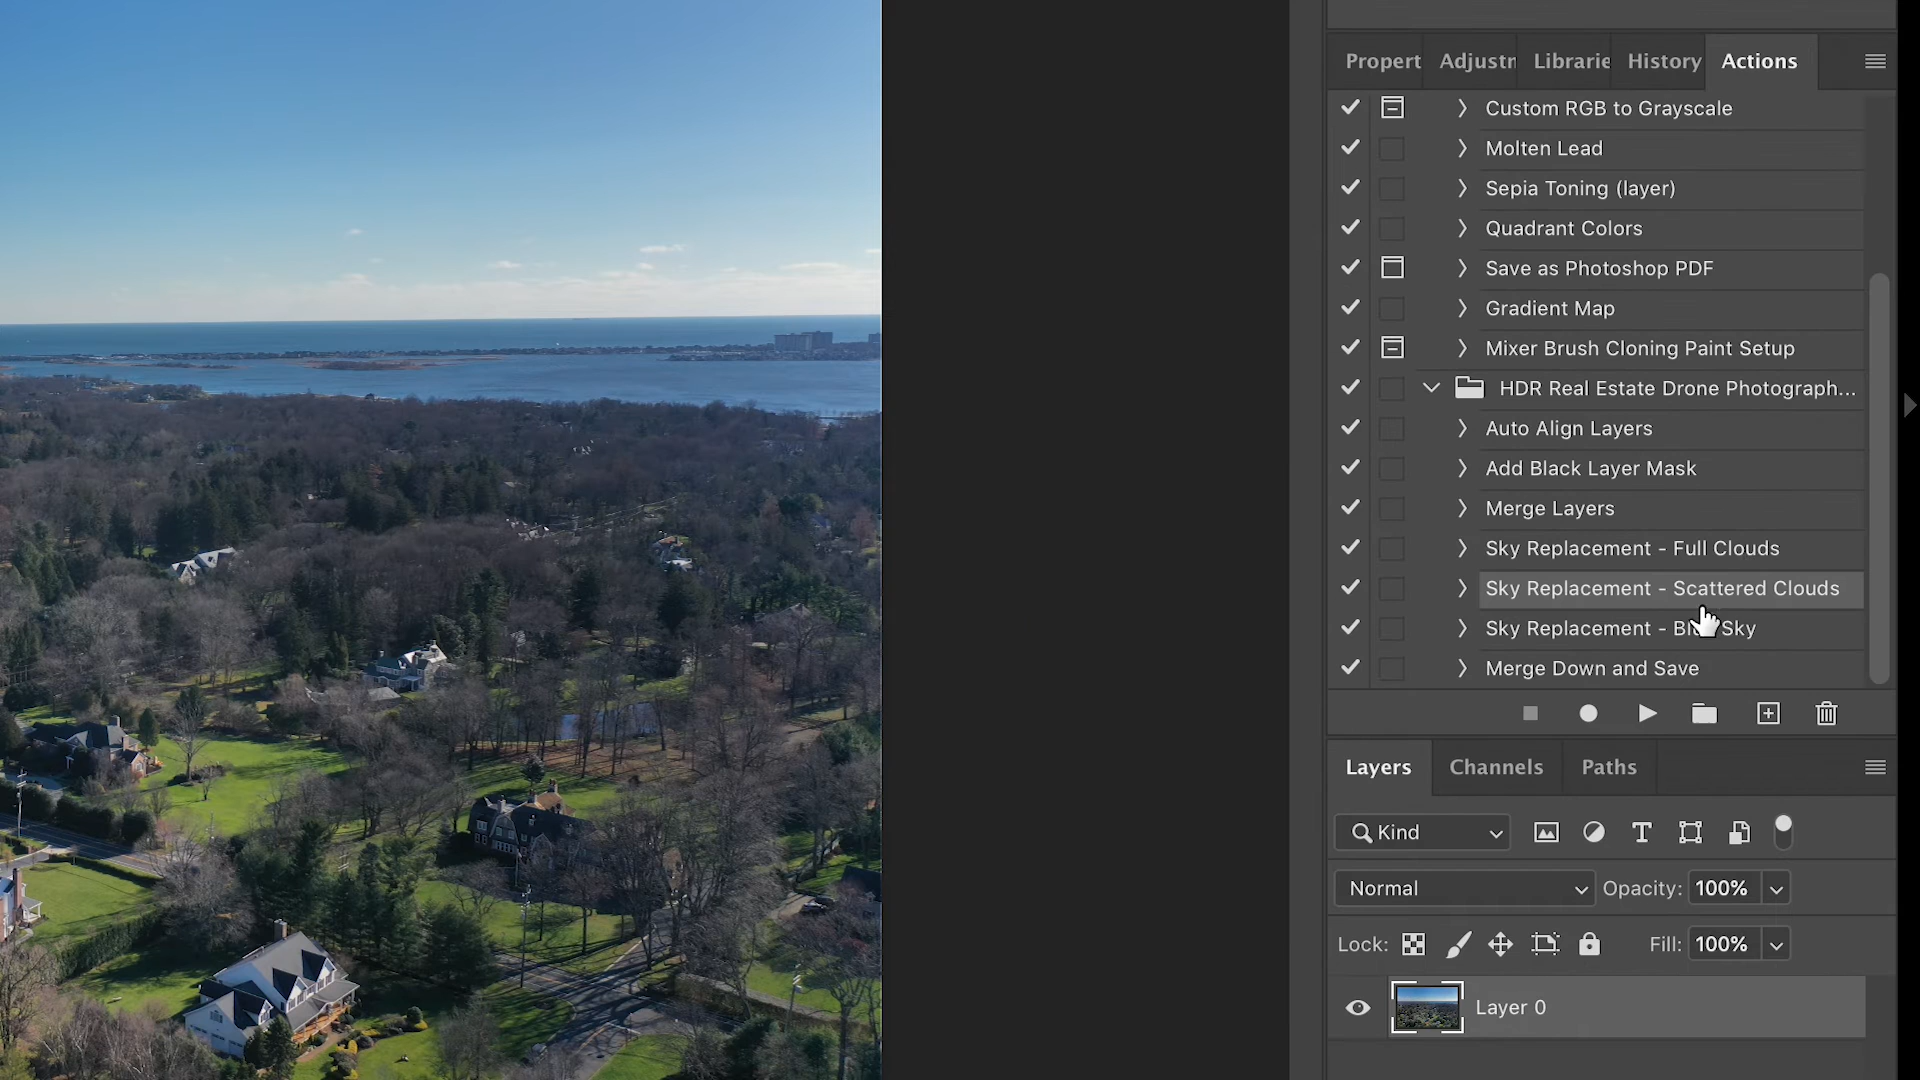 Propert Adjustn Librarie History Actions
Custom RGB to Grayscale
Molten Lead
Sepia Toning (layer)
Quadrant Colors
Save as Photoshop PDF
Gradient Map
Mixer Brush Cloning Paint Setup
HDR Real Estate Drone Photograph...
Auto Align Layers
Add Black Layer Mask
Merge Layers
Sky Replacement - Full Clouds
Sky Replacement - Scattered Clouds
Sky Replacement - Sky
Merge Down and Save
Layers Channels Paths
Kind
Normal Opacity: 100%
Lock: Fill: 100%
Layer 0